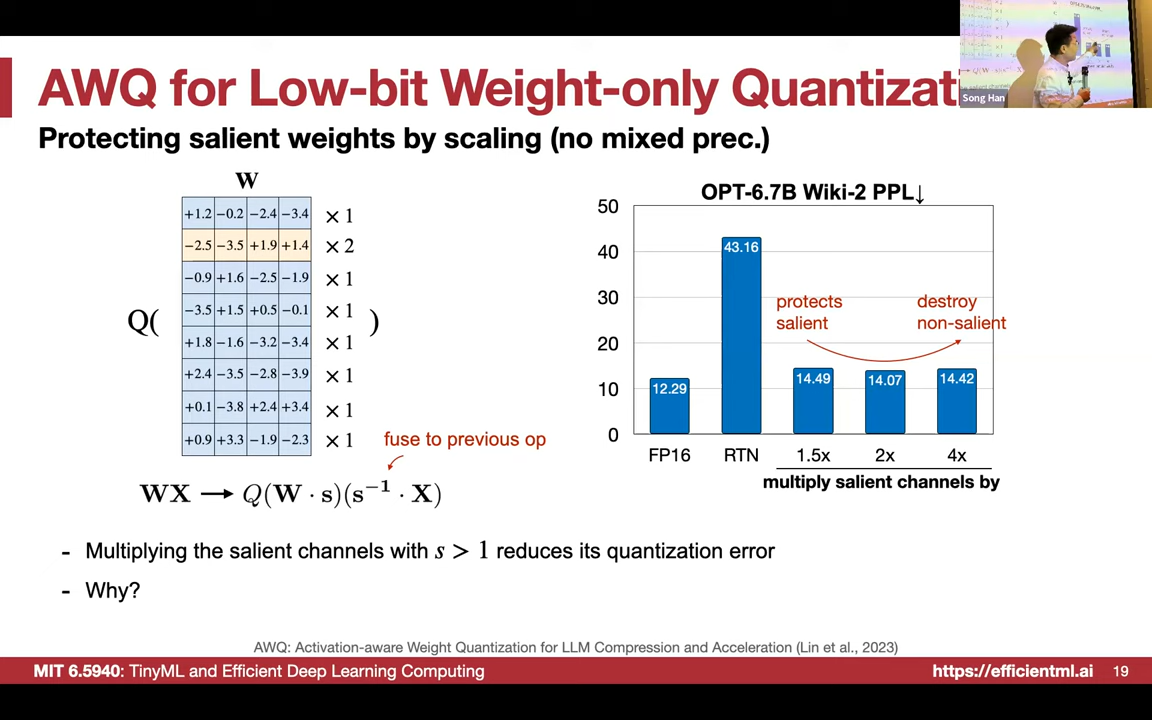 AWQ for Low-bit Weight-only Quantizat
Song Han
Protecting salient weights by scaling (no mixed prec.)
W
+1.2 −0.2 −2.4 −3.4 × 1
−2.5 −3.5 +1.9 +1.4 × 2
−0.9 +1.6 −2.5 −1.9 × 1
−3.5 +1.5 +0.5 −0.1 × 1
Q( )
+1.8 −1.6 −3.2 −3.4 × 1
+2.4 −3.5 −2.8 −3.9 × 1
+0.1 −3.8 +2.4 +3.4 × 1
+0.9 +3.3 −1.9 −2.3 × 1
fuse to previous op
WX → Q(W · s)(s⁻¹ · X)
OPT-6.7B Wiki-2 PPL↓
50
40
30
20
10
0
12.29
43.16
14.49
14.07
14.42
protects
salient
destroy
non-salient
FP16 RTN 1.5x 2x 4x
multiply salient channels by
- Multiplying the salient channels with s > 1 reduces its quantization error
- Why?
AWQ: Activation-aware Weight Quantization for LLM Compression and Acceleration (Lin et al., 2023)
MIT 6.5940: TinyML and Efficient Deep Learning Computing
https://efficientml.ai
19